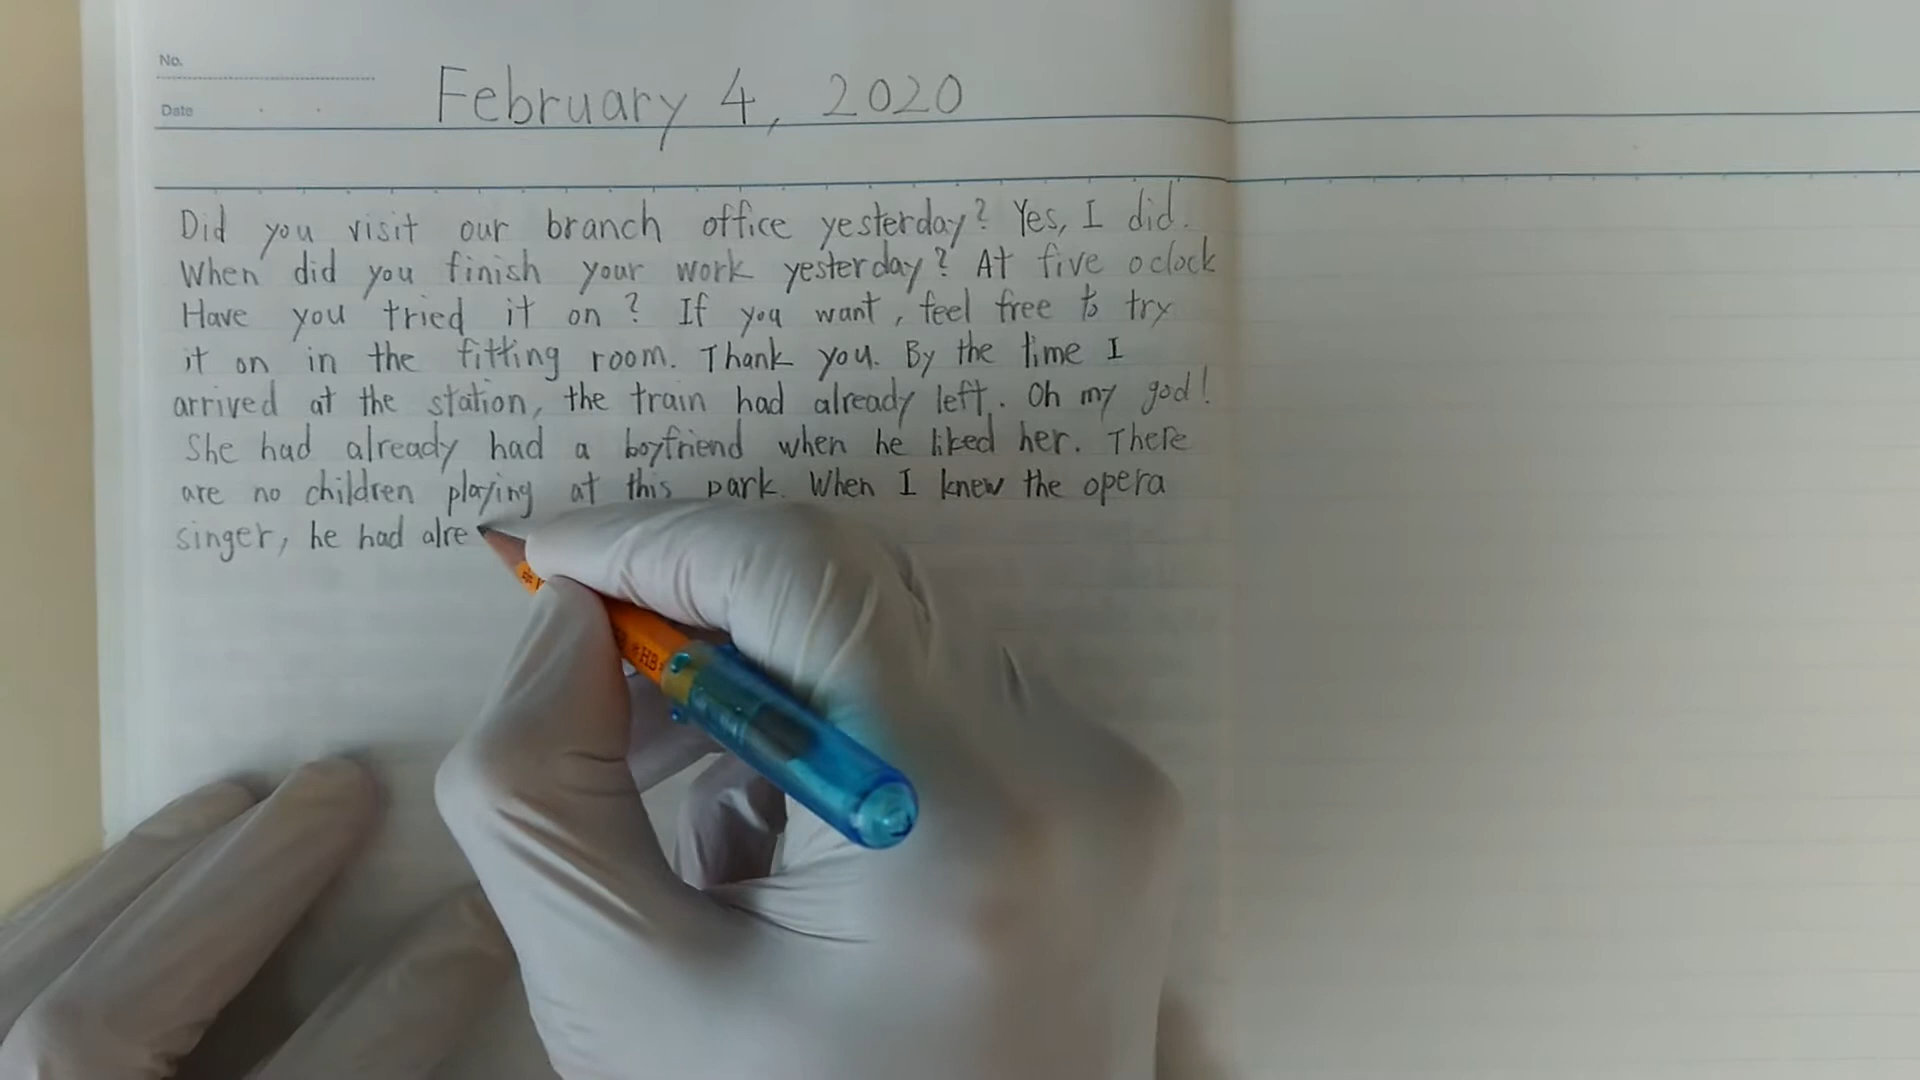 No.
Date
February 4, 2020
Did you visit our branch office yesterday? Yes, I did.
When did you finish your work yesterday? At five oclock
Have you tried it on? If you want, feel free to try
it on in the fitting room. Thank you. By the time I
arrived at the station, the train had already left. Oh my god!
She had already had a boyfriend when he liked her. There
are no children playing at this park. When I knew the opera
singer, he had alre
HB